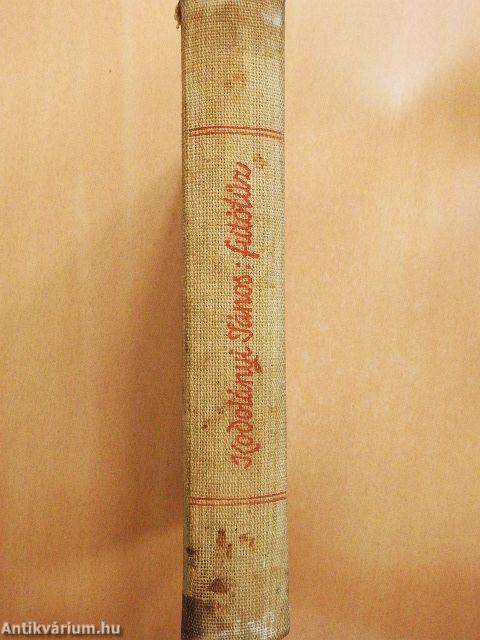 Kodolányi János: futótűz
Antikvárium.hu